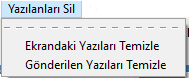 Yazılanları Sil
Ekrandaki Yazıları Temizle
Gönderilen Yazıları Temizle